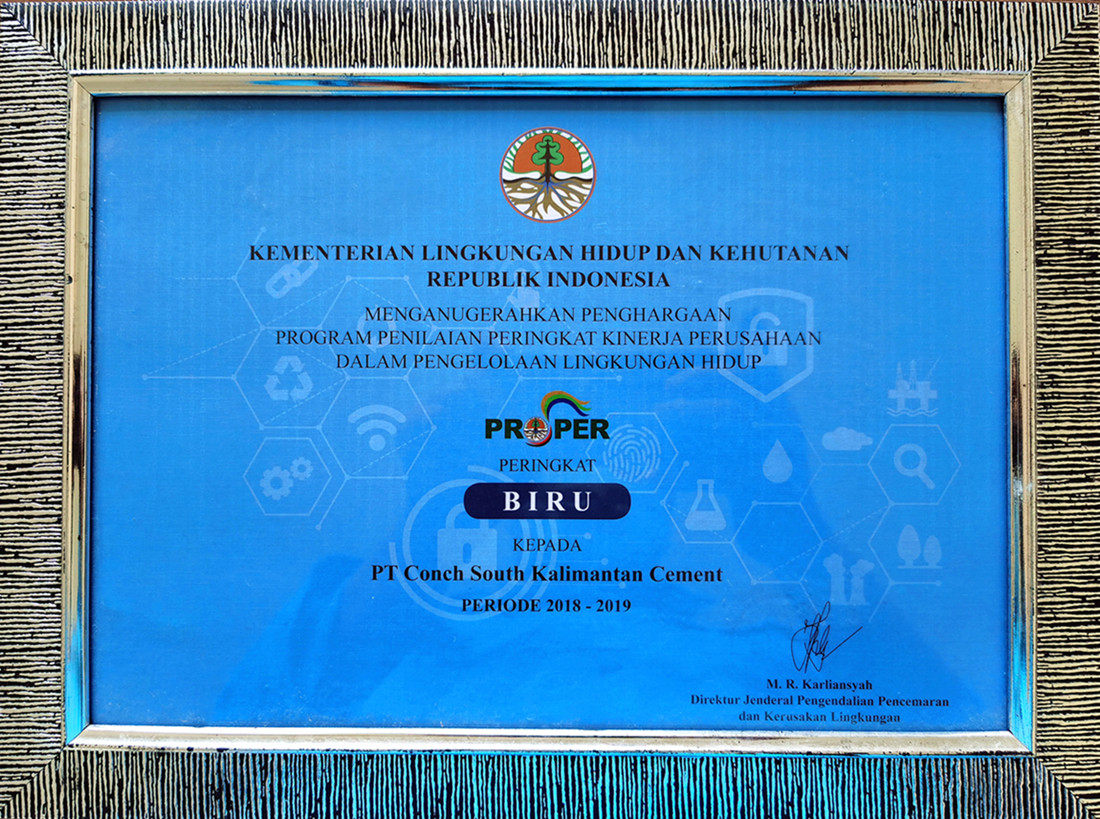 KEMENTERIAN LINGKUNGAN HIDUP DAN KEHUTANAN
REPUBLIK INDONESIA
MENGANUGERAHKAN PENGHARGAAN
PROGRAM PENILAIAN PERINGKAT KINERJA PERUSAHAAN
DALAM PENGELOLAAN LINGKUNGAN HIDUP
PROPER
PERINGKAT
BIRU
KEPADA
PT Conch South Kalimantan Cement
PERIODE 2018 - 2019
M. R. Karliansyah
Direktur Jenderal Pengendalian Pencemaran
dan Kerusakan Lingkungan